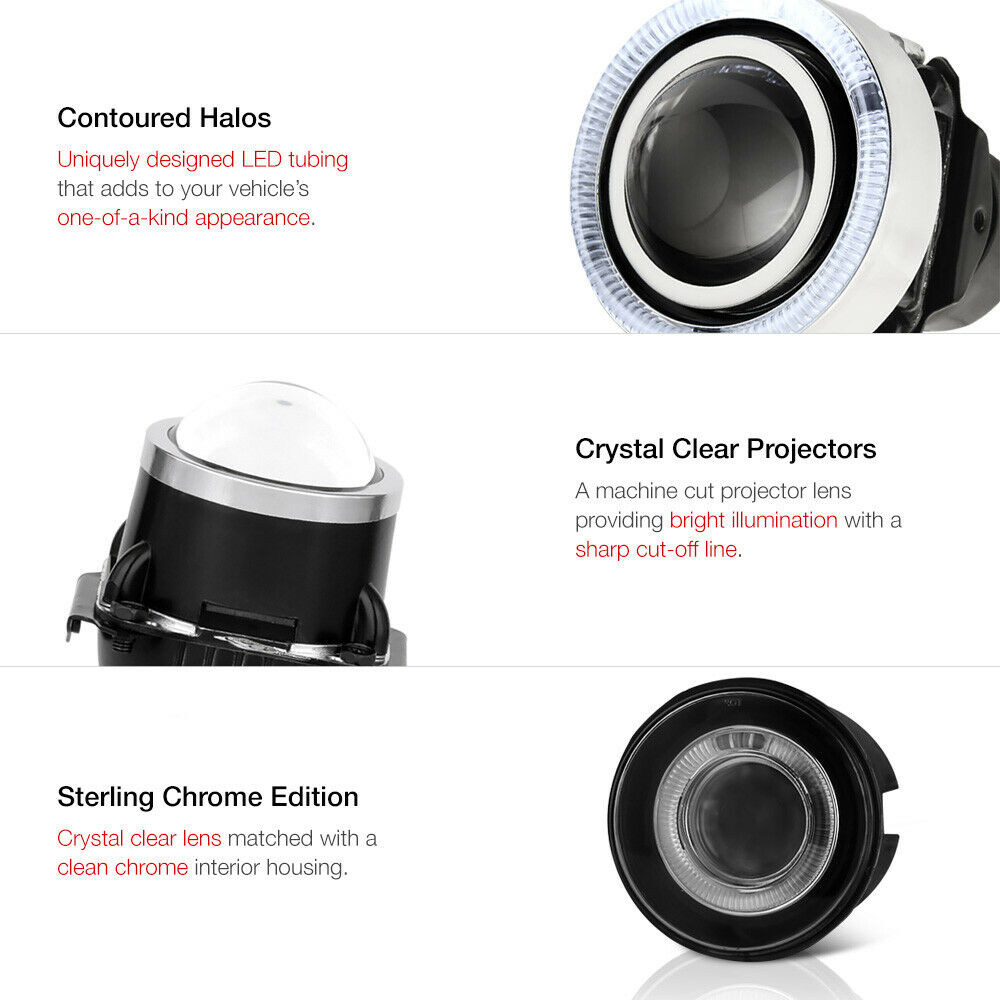 Contoured Halos
Uniquely designed LED tubing
that adds to your vehicle's
one-of-a-kind appearance.
Crystal Clear Projectors
A machine cut projector lens
providing bright illumination with a
sharp cut-off line.
Sterling Chrome Edition
Crystal clear lens matched with a
clean chrome interior housing.